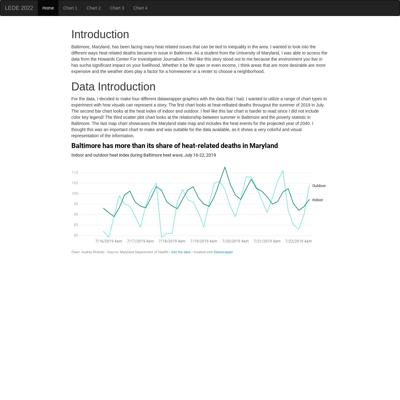 LEDE 2022 Home Chart 1 Chart 2 Chart 3 Chart 4
Introduction
Baltimore, Maryland, has been facing many heat related issues that can be tied to inequality in the area. I wanted to look into the
different ways heat related deaths became in issue in Baltimore. As a student from the University of Maryland, I was able to access the
data from the Howards Center For Investigative Journalism. I feel like this story stood out to me because the environment you live in
has suchs significant impact on your livelihood. Whether it be life span or even income, I think areas that are more desirable are more
expensive and the weather does play a factor for a homeowner or a renter to choose a neighborhood.
Data Introduction
For the data, I decided to make four different datawrapper graphics with the data that I had. I wanted to utilize a range of chart types to
experiment with how visuals can represent a story. The first chart looks at heat-reltaded deaths throughout the summer of 2019 in July.
The second bar chart looks at the heat index of indoor and outdoor. I feel like this bar chart is harder to read since I did not include
color key legend! The third scatter plot chart looks at the relationship between summer in Baltimore and the poverty statistic in
Baltimore. The last map chart showcases the Maryland state map and includes the heat events for the projected year of 2040. I
thought this was an important chart to make and was suitable for the data available, as it shows a very colorful and visual
representation of the information.
Baltimore has more than its share of heat-related deaths in Maryland
Indoor and outdoor heat index during Baltimore heat wave, July 16-22, 2019
110
105
100
95
90
85
80
Outdoor
Indoor
7/16/2019 4am 7/17/2019 4am 7/18/2019 4am 7/19/2019 4am 7/20/2019 4am 7/21/2019 4am 7/22/2019 4am
Maryland Department of Health • Get the data • Created with Datawrapper